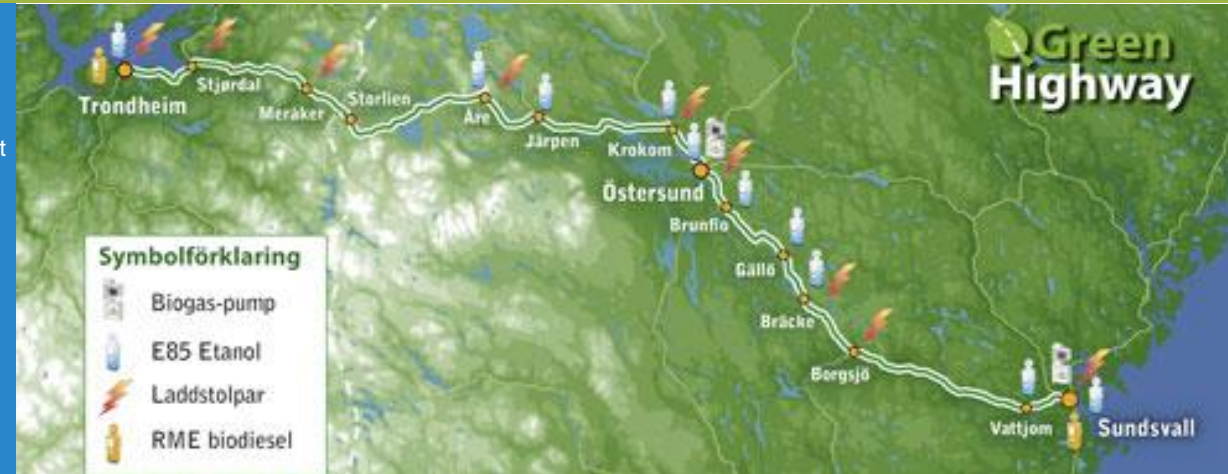 t
Green
Highway
Trondheim
Stjørdal
Meråker
Storlien
Åre
Järpen
Krokom
Östersund
Brunflo
Gällö
Bräcke
Borgsjö
Vattjom
Sundsvall
Symbolförklaring
Biogas-pump
E85 Etanol
Laddstolpar
RME biodiesel